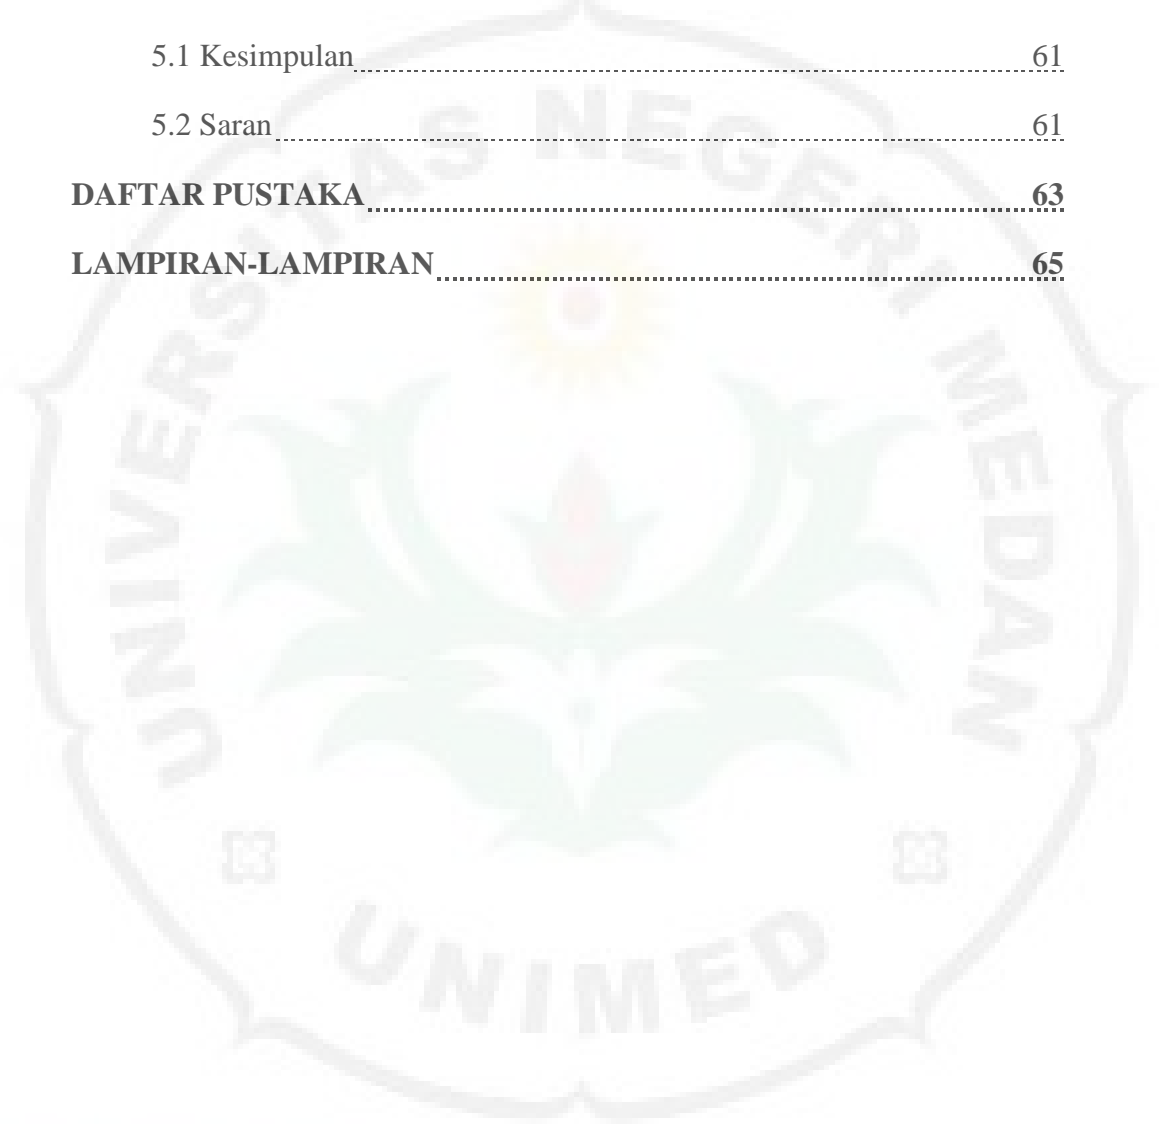 5.1 Kesimpulan 61
5.2 Saran 61
DAFTAR PUSTAKA 63
LAMPIRAN-LAMPIRAN 65
UNIVERSITAS NEGERI MEDAN
UNIMED